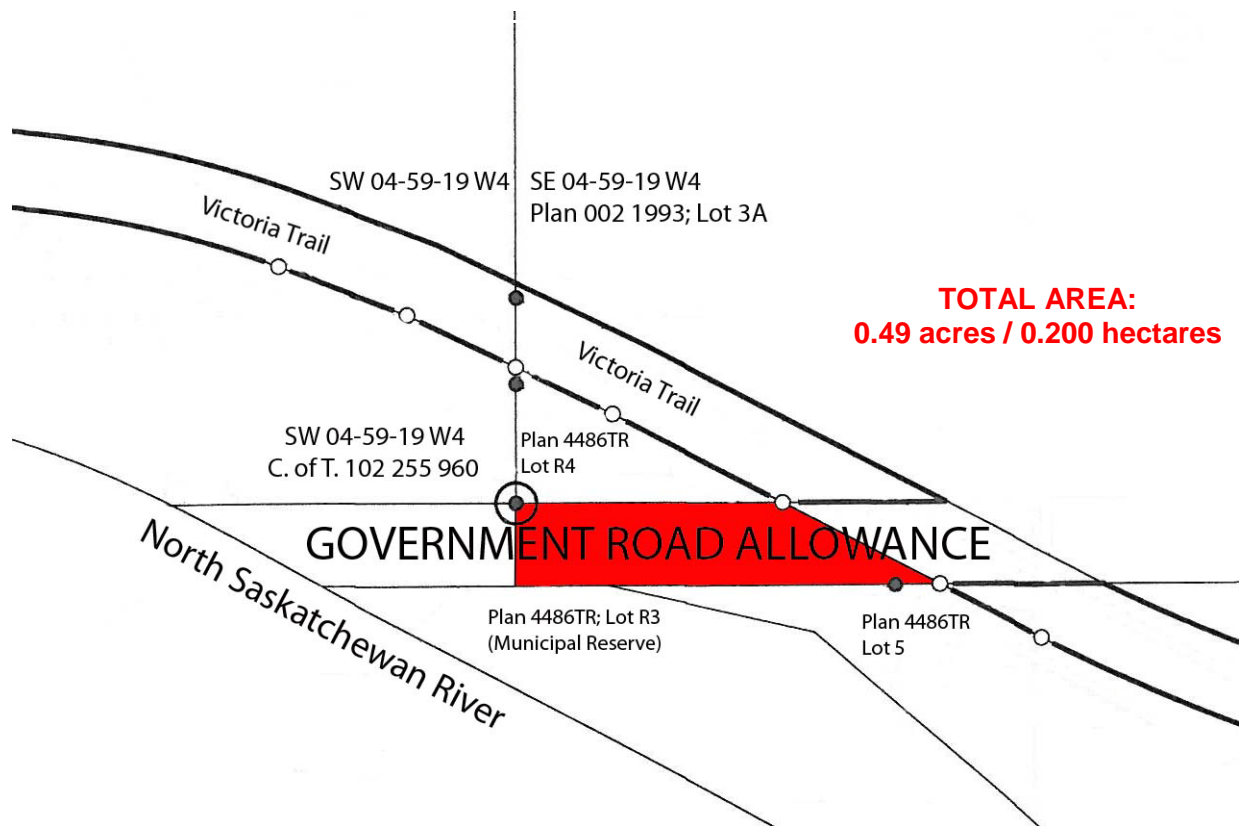 SW 04-59-19 W4
SE 04-59-19 W4
Plan 002 1993; Lot 3A
Victoria Trail
TOTAL AREA:
0.49 acres / 0.200 hectares
Victoria Trail
SW 04-59-19 W4
C. of T. 102 255 960
Plan 4486TR
Lot R4
GOVERNMENT ROAD ALLOWANCE
North Saskatchewan River
Plan 4486TR; Lot R3
(Municipal Reserve)
Plan 4486TR
Lot 5